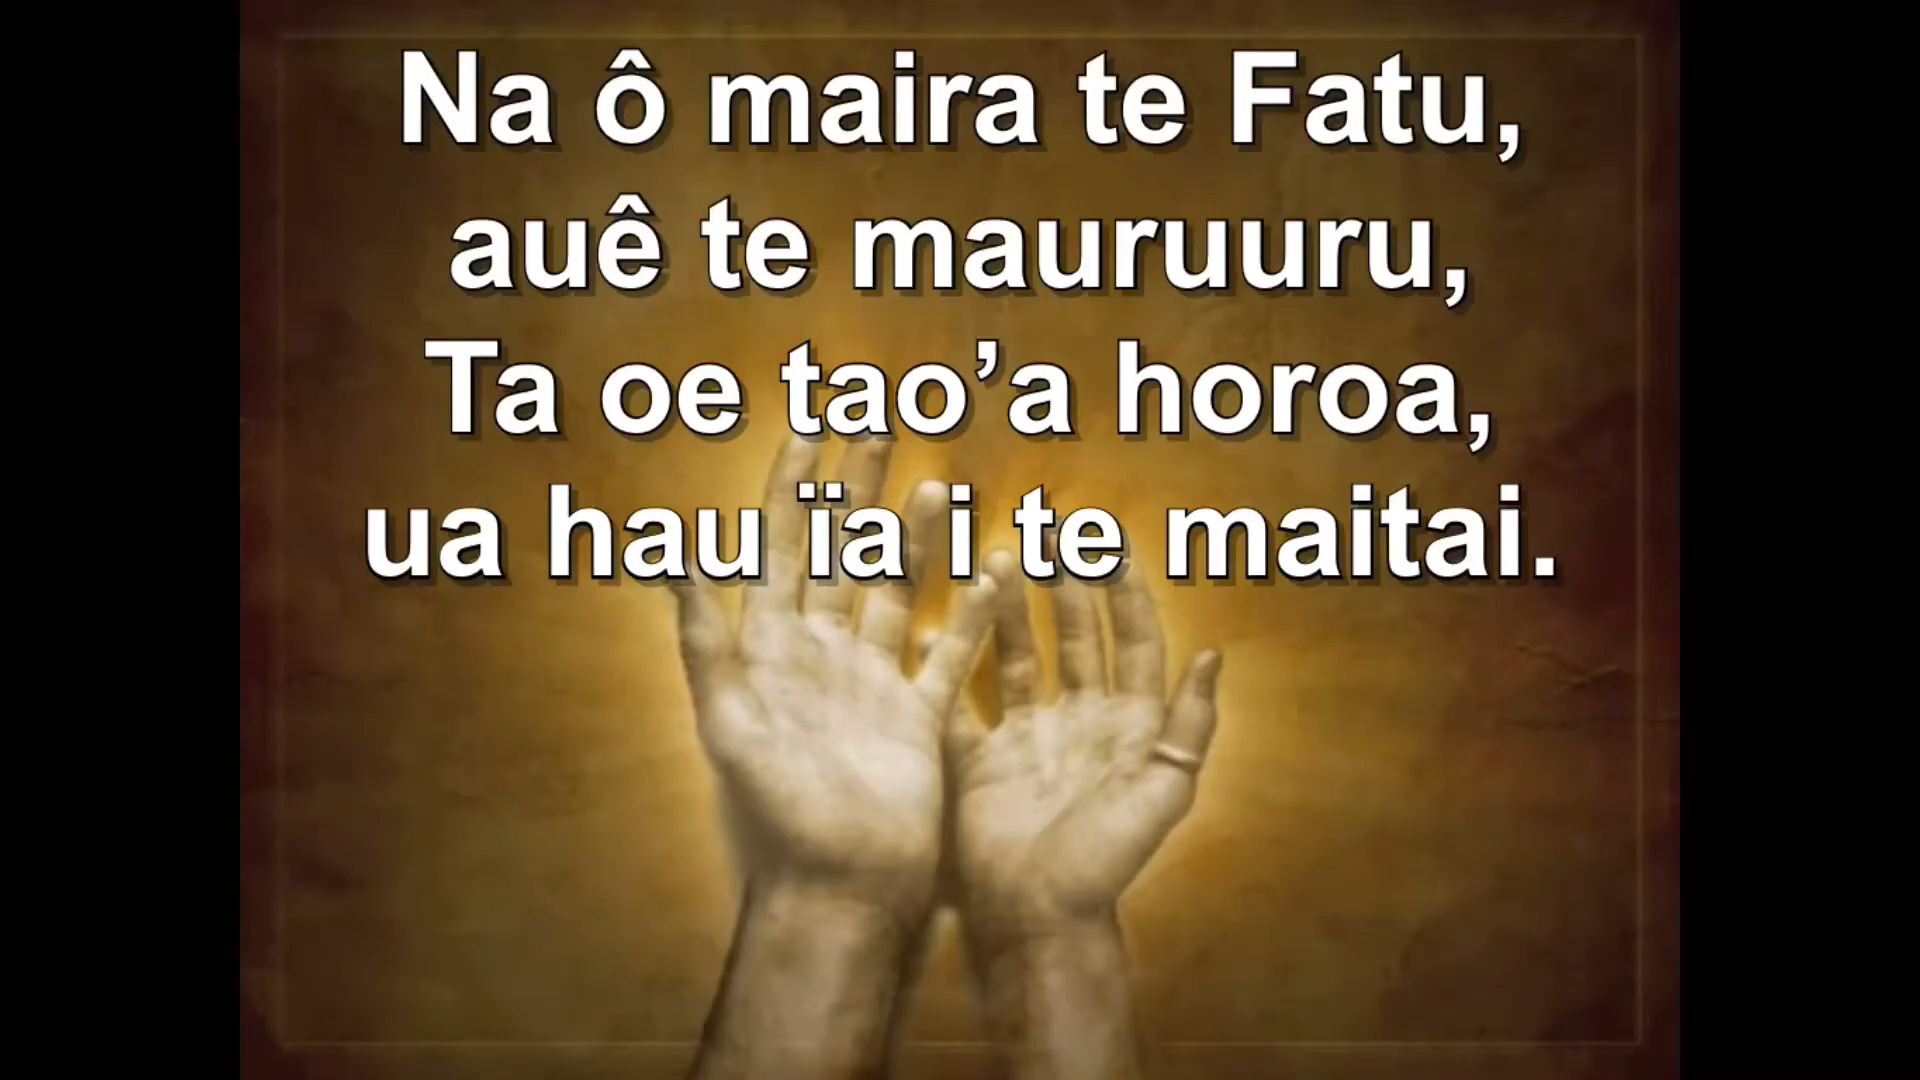 Na ô maira te Fatu,
auê te mauruuru,
Ta oe tao’a horoa,
ua hau ïa i te maitai.